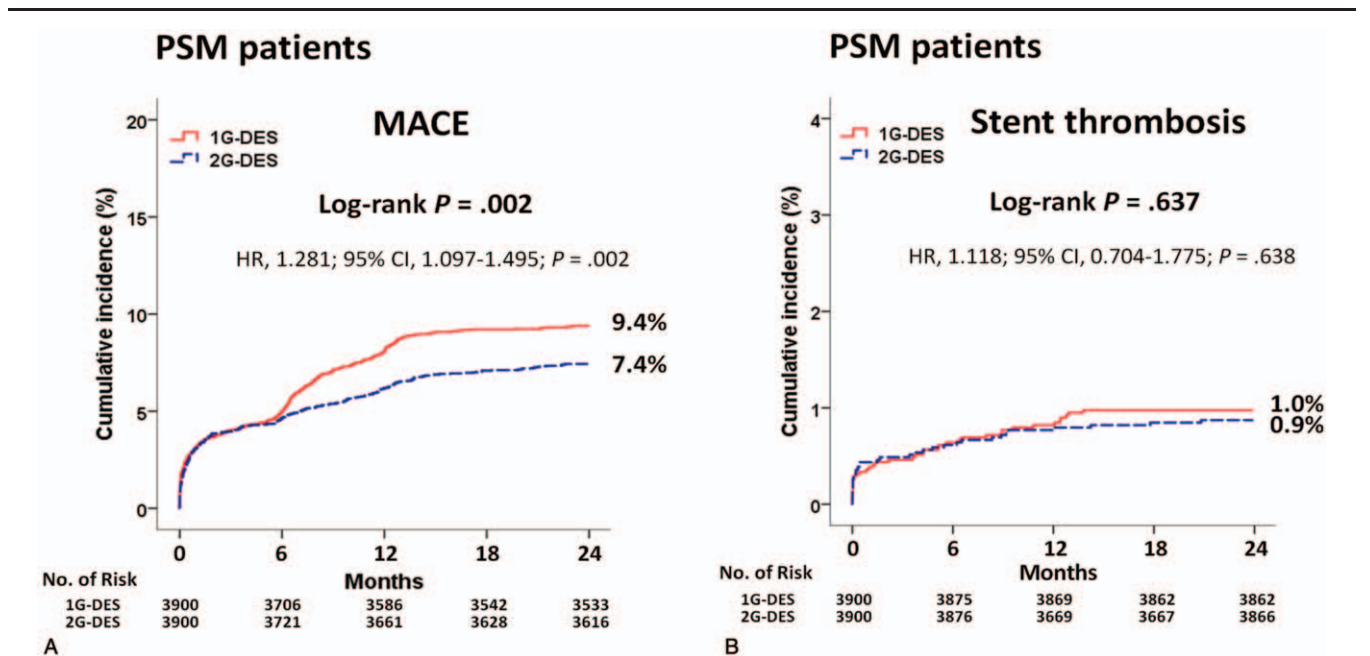 PSM patients
MACE
1G-DES
2G-DES
Log-rank P = .002
HR, 1.281; 95% CI, 1.097-1.495; P = .002
Cumulative incidence (%)
20
15
10
5
0
9.4%
7.4%
0 6 12 18 24
Months
No. of Risk
1G-DES 3900 3706 3586 3542 3533
2G-DES 3900 3721 3661 3628 3616
A
PSM patients
Stent thrombosis
1G-DES
2G-DES
Log-rank P = .637
HR, 1.118; 95% CI, 0.704-1.775; P = .638
Cumulative incidence (%)
4
3
2
1
0
1.0%
0.9%
0 6 12 18 24
Months
No. of Risk
1G-DES 3900 3875 3869 3862 3862
2G-DES 3900 3876 3669 3667 3866
B